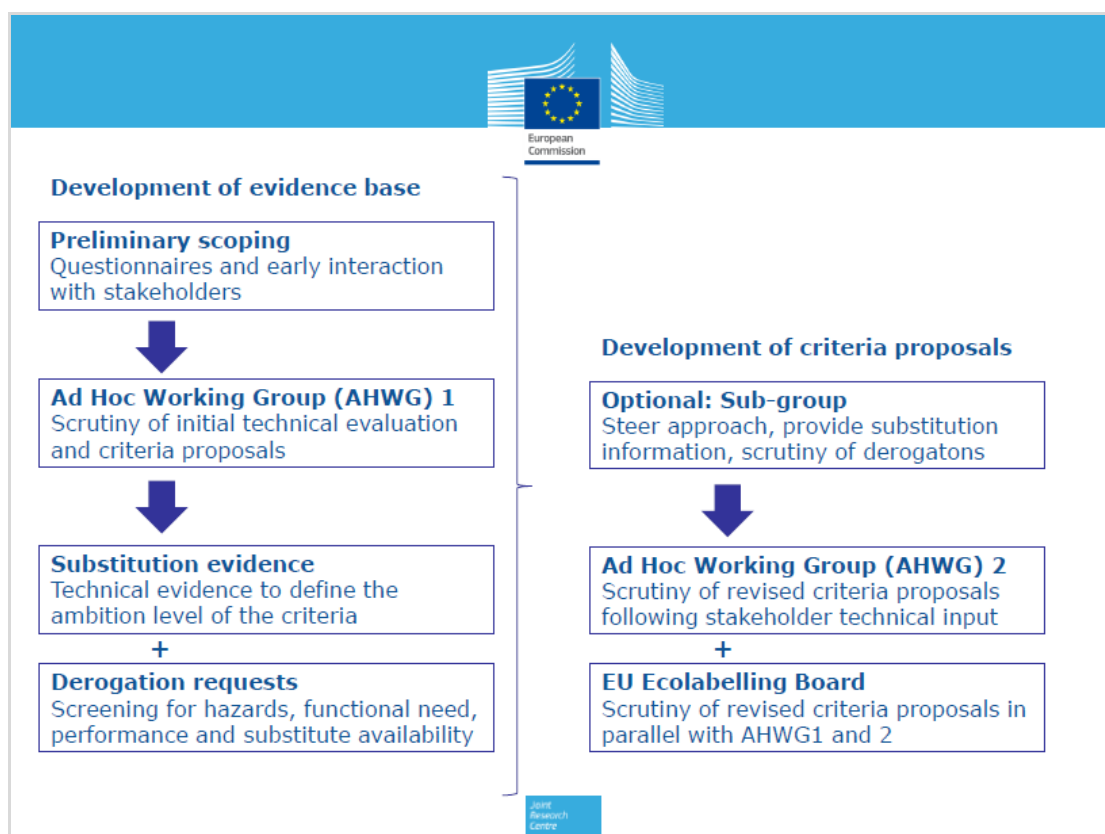 European
Commission
Development of evidence base
Preliminary scoping
Questionnaires and early interaction
with stakeholders
Ad Hoc Working Group (AHWG) 1
Scrutiny of initial technical evaluation
and criteria proposals
Substitution evidence
Technical evidence to define the
ambition level of the criteria
+
Derogation requests
Screening for hazards, functional need,
performance and substitute availability
Development of criteria proposals
Optional: Sub-group
Steer approach, provide substitution
information, scrutiny of derogatons
Ad Hoc Working Group (AHWG) 2
Scrutiny of revised criteria proposals
following stakeholder technical input
+
EU Ecolabelling Board
Scrutiny of revised criteria proposals in
parallel with AHWG1 and 2
Joint
Research
Centre